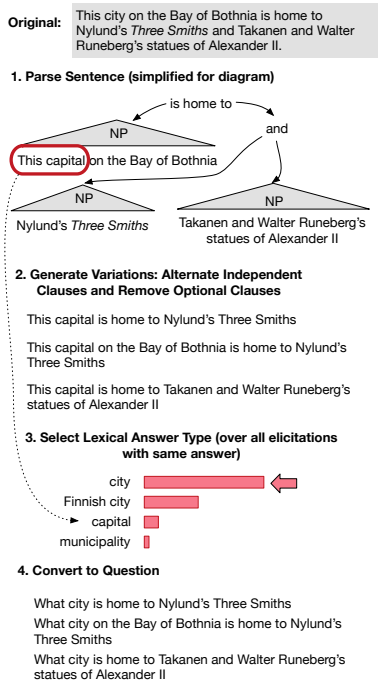 Original:
This city on the Bay of Bothnia is home to
Nylund's Three Smiths and Takanen and Walter
Runeberg's statues of Alexander II.
1. Parse Sentence (simplified for diagram)
is home to
NP
and
This capital on the Bay of Bothnia
NP
NP
Nylund's Three Smiths
Takanen and Walter Runeberg's
statues of Alexander II
2. Generate Variations: Alternate Independent
Clauses and Remove Optional Clauses
This capital is home to Nylund's Three Smiths
This capital on the Bay of Bothnia is home to Nylund's
Three Smiths
This capital is home to Takanen and Walter Runeberg's
statues of Alexander II
3. Select Lexical Answer Type (over all elicitations
with same answer)
city
Finnish city
capital
municipality
4. Convert to Question
What city is home to Nylund's Three Smiths
What city on the Bay of Bothnia is home to Nylund's
Three Smiths
What city is home to Takanen and Walter Runeberg's
statues of Alexander II